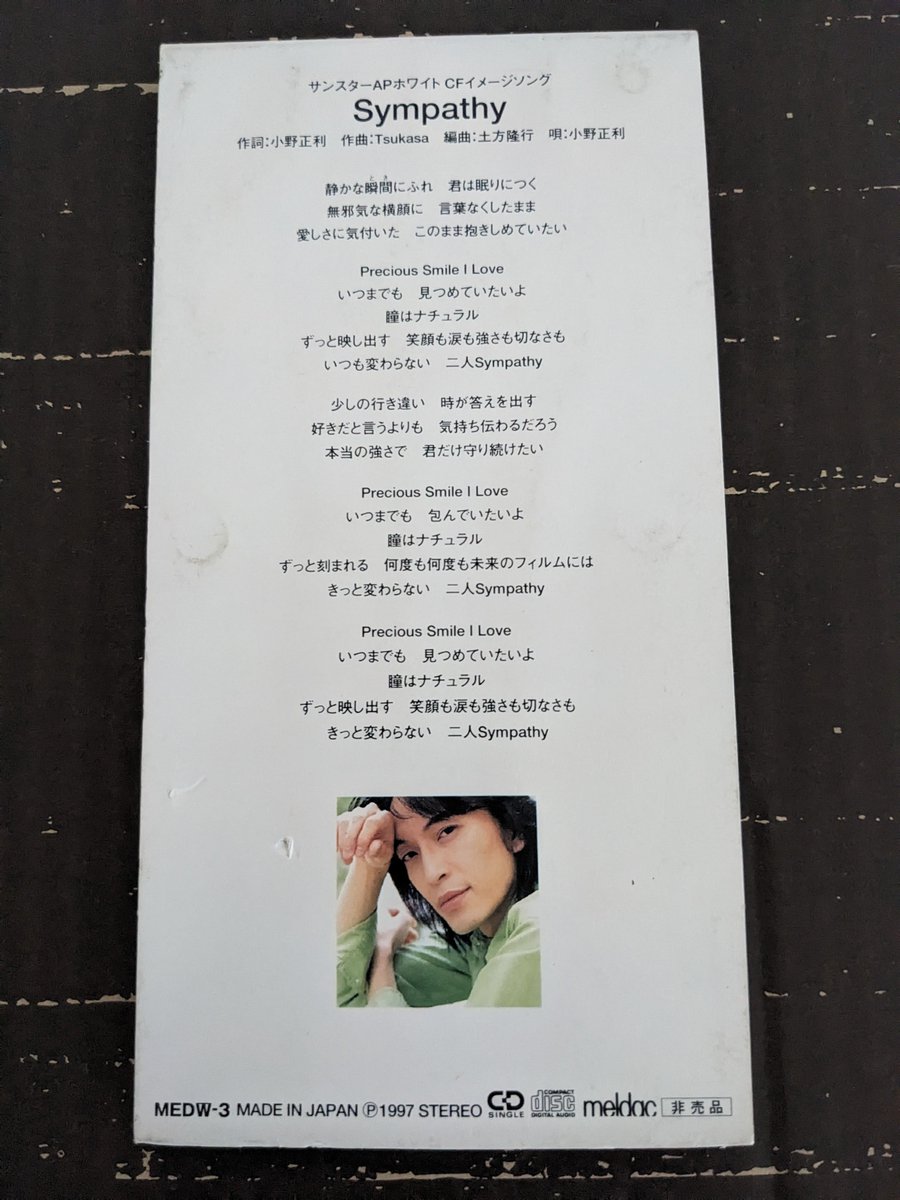 サンスターAPホワイト CFイメージソング
Sympathy
作詞:小野正利　作曲:Tsukasa　編曲:土方隆行　唄:小野正利
とき
静かな瞬間にふれ　君は眠りにつく
無邪気な横顔に　言葉なくしたまま
愛しさに気付いた　このまま抱きしめていたい
Precious Smile I Love
いつまでも　見つめていたいよ
瞳はナチュラル
ずっと映し出す　笑顔も涙も強さも切なさも
いつも変わらない　二人Sympathy
少しの行き違い　時が答えを出す
好きだと言うよりも　気持ち伝わるだろう
本当の強さで　君だけ守り続けたい
Precious Smile I Love
いつまでも　包んでいたいよ
瞳はナチュラル
ずっと刻まれる　何度も何度も未来のフィルムには
きっと変わらない　二人Sympathy
Precious Smile I Love
いつまでも　見つめていたいよ
瞳はナチュラル
ずっと映し出す　笑顔も涙も強さも切なさも
きっと変わらない　二人Sympathy
MEDW-3 MADE IN JAPAN Ⓟ1997 STEREO CD SINGLE COMPACT disc DIGITAL AUDIO meldac 非売品